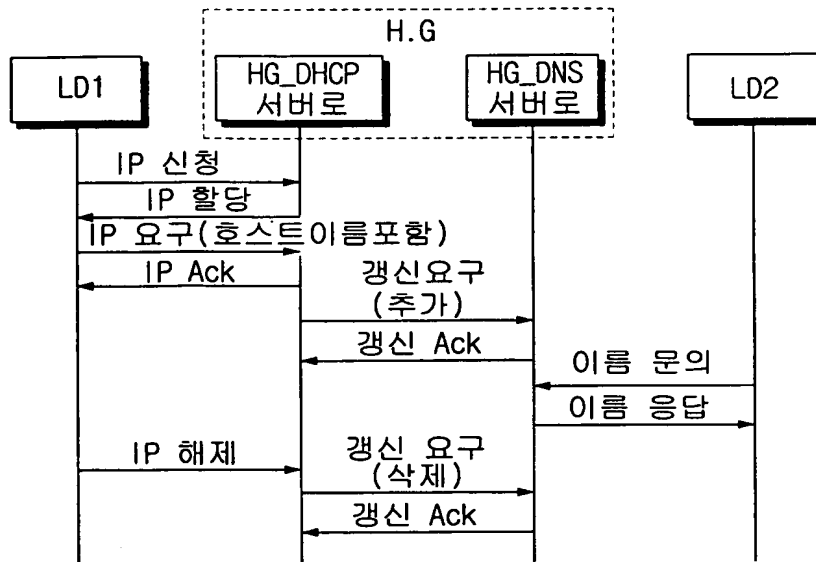 H.G
LD1
HG_DHCP
서버로
HG_DNS
서버로
LD2
IP 신청
IP 할당
IP 요구(호스트이름포함)
IP Ack
갱신요구
(추가)
갱신 Ack
이름 문의
이름 응답
IP 해제
갱신 요구
(삭제)
갱신 Ack